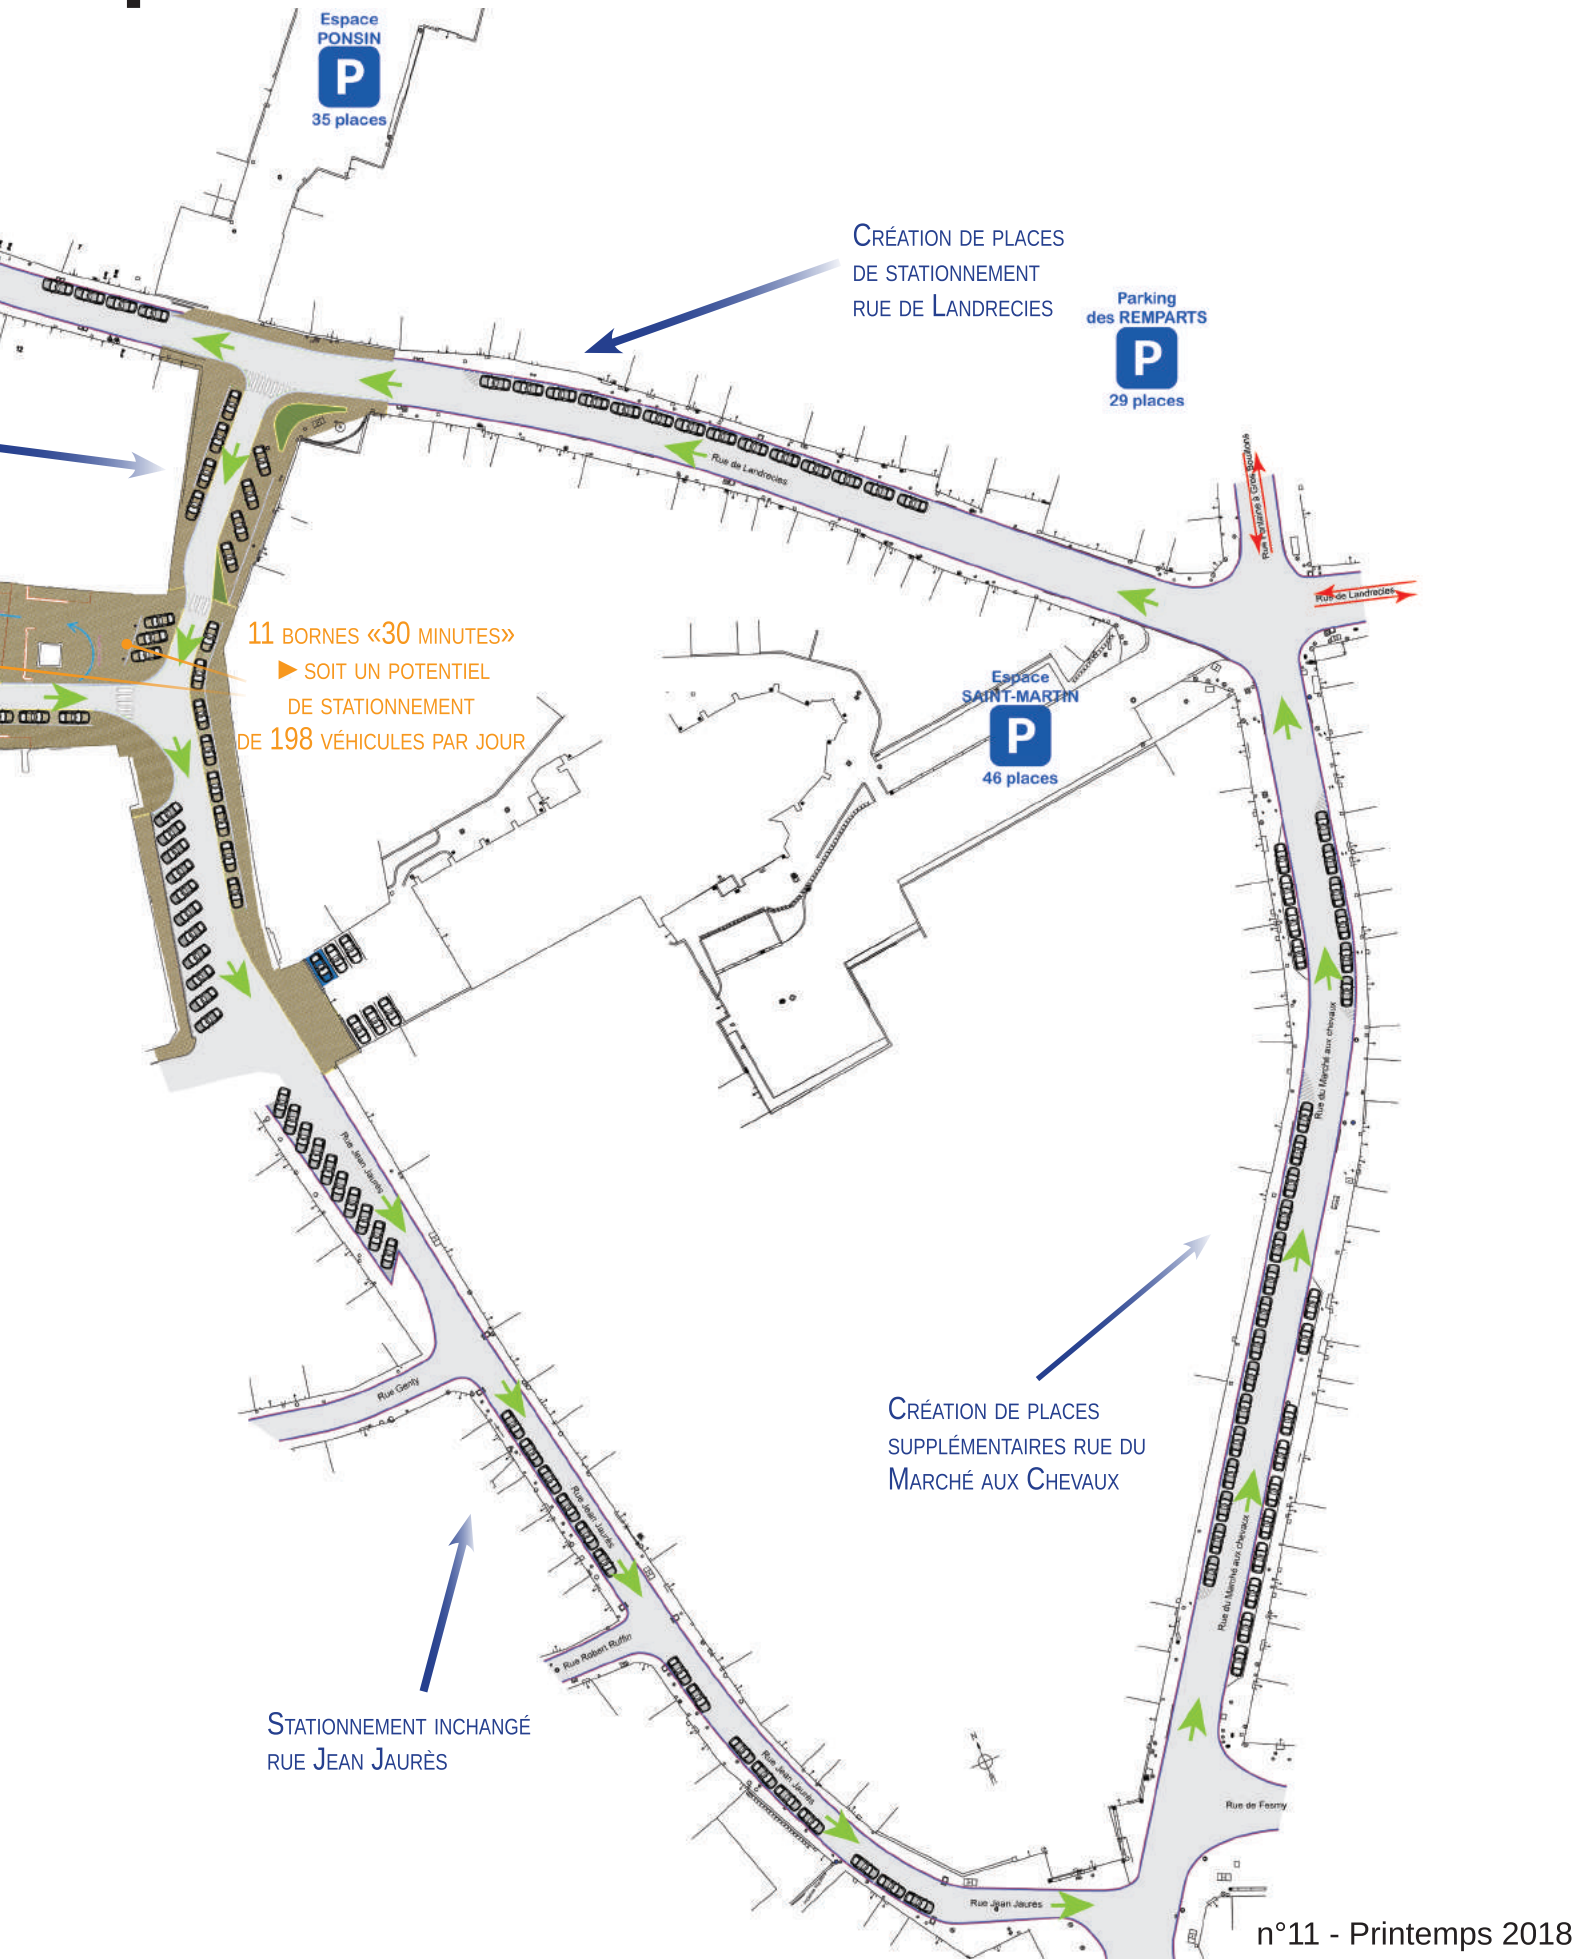 Espace
PONSIN
P
35 places
CRÉATION DE PLACES
DE STATIONNEMENT
RUE DE LANDRECIES
Parking
des REMPARTS
P
29 places
Rue de Landrecies
Rue Fontaine à Gros Bouillons
Rue de Landrecies
11 BORNES «30 MINUTES»
► SOIT UN POTENTIEL
DE STATIONNEMENT
DE 198 VÉHICULES PAR JOUR
Espace
SAINT-MARTIN
P
46 places
Rue du Marché aux chevaux
Rue Jean Jaurès
Rue Genty
CRÉATION DE PLACES
SUPPLÉMENTAIRES RUE DU
MARCHÉ AUX CHEVAUX
Rue Jean Jaurès
Rue du Marché aux chevaux
Rue Robert Ruffin
STATIONNEMENT INCHANGÉ
RUE JEAN JAURÈS
N
Rue Jean Jaurès
Rue de Fesmy
Rue Jean Jaurès
n°11 - Printemps 2018